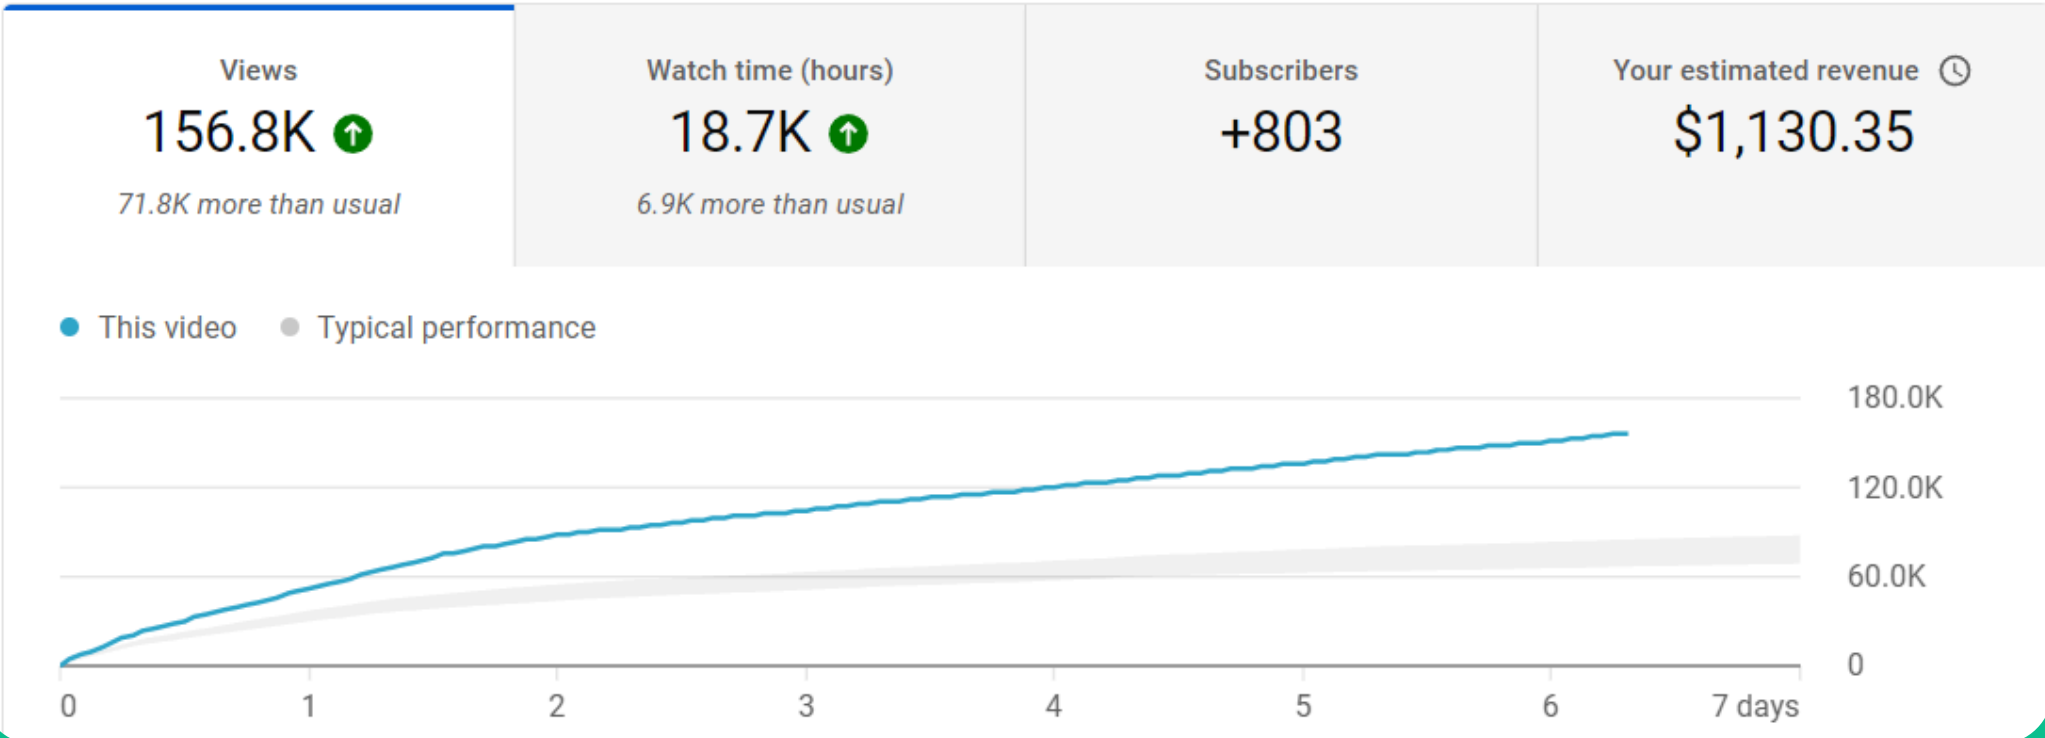 Views
156.8K
71.8K more than usual
Watch time (hours)
18.7K
6.9K more than usual
Subscribers
+803
Your estimated revenue
$1,130.35
This video
Typical performance
180.0K
120.0K
60.0K
0
0 1 2 3 4 5 6 7 days